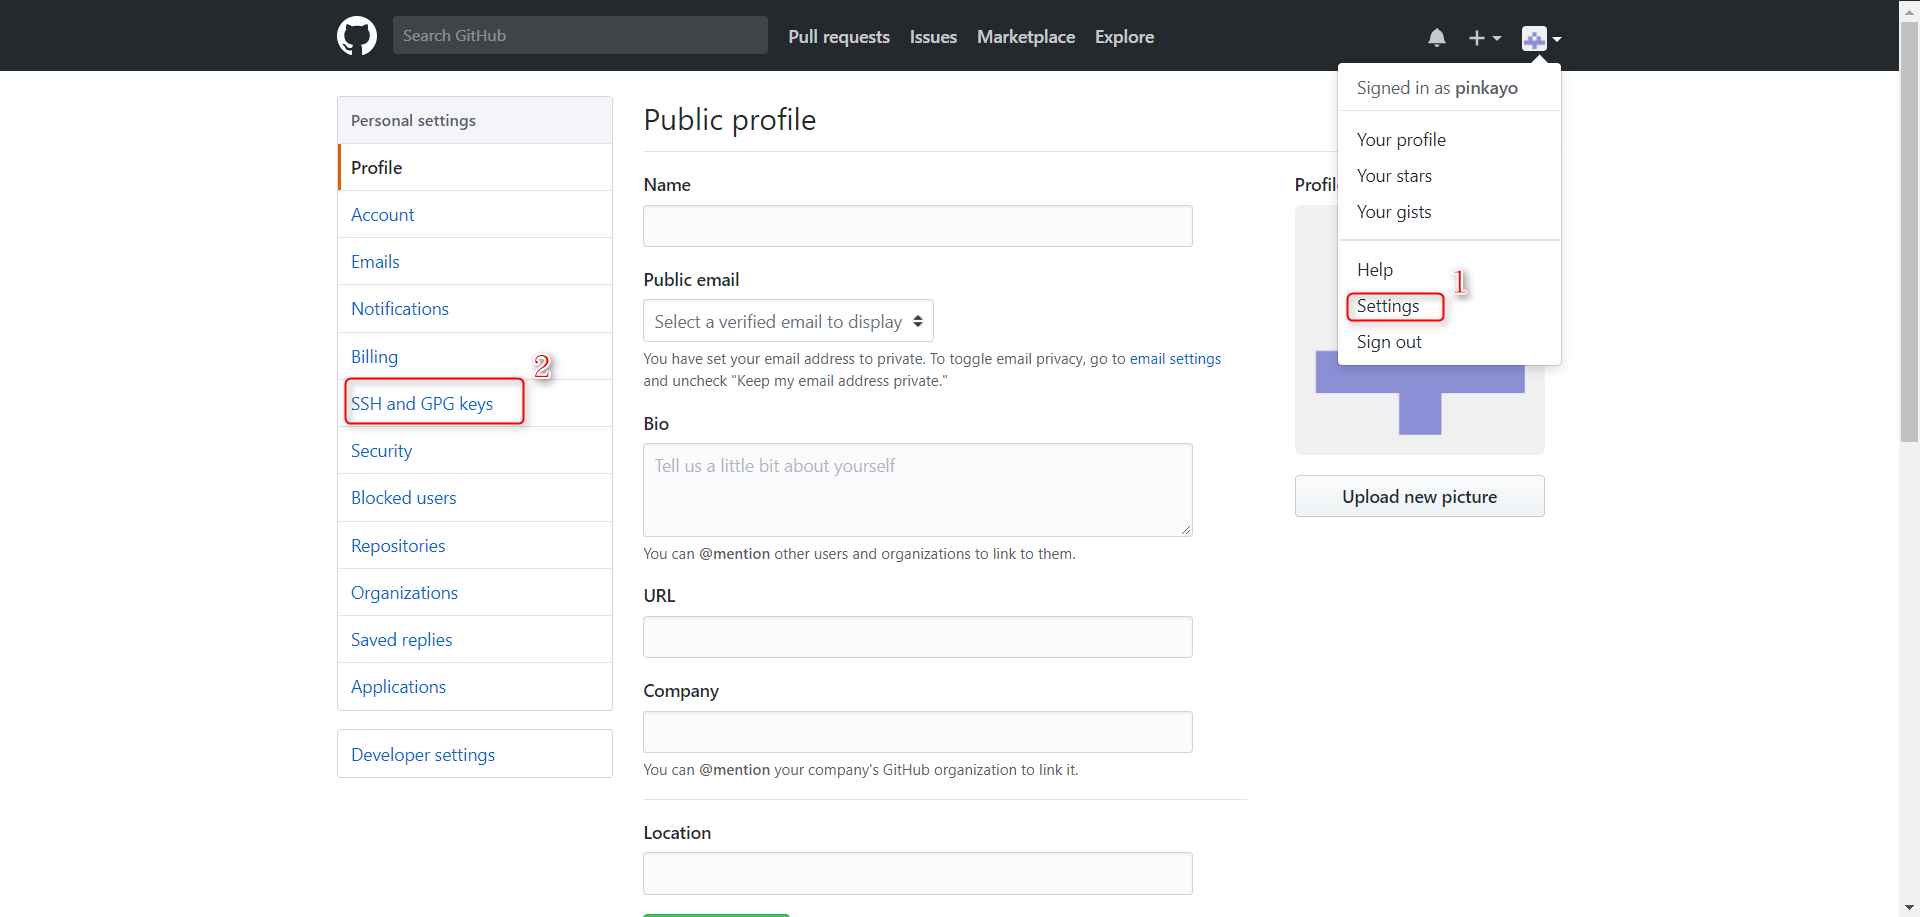 Search GitHub
Pull requests
Issues
Marketplace
Explore
Signed in as pinkayo
Your profile
Your stars
Your gists
Help
1
Settings
Sign out
Personal settings
Profile
Account
Emails
Notifications
Billing
2
SSH and GPG keys
Security
Blocked users
Repositories
Organizations
Saved replies
Applications
Developer settings
Public profile
Name
Public email
Select a verified email to display
You have set your email address to private. To toggle email privacy, go to email settings
and uncheck "Keep my email address private."
Bio
Tell us a little bit about yourself
You can @mention other users and organizations to link to them.
URL
Company
You can @mention your company's GitHub organization to link it.
Location
Upload new picture